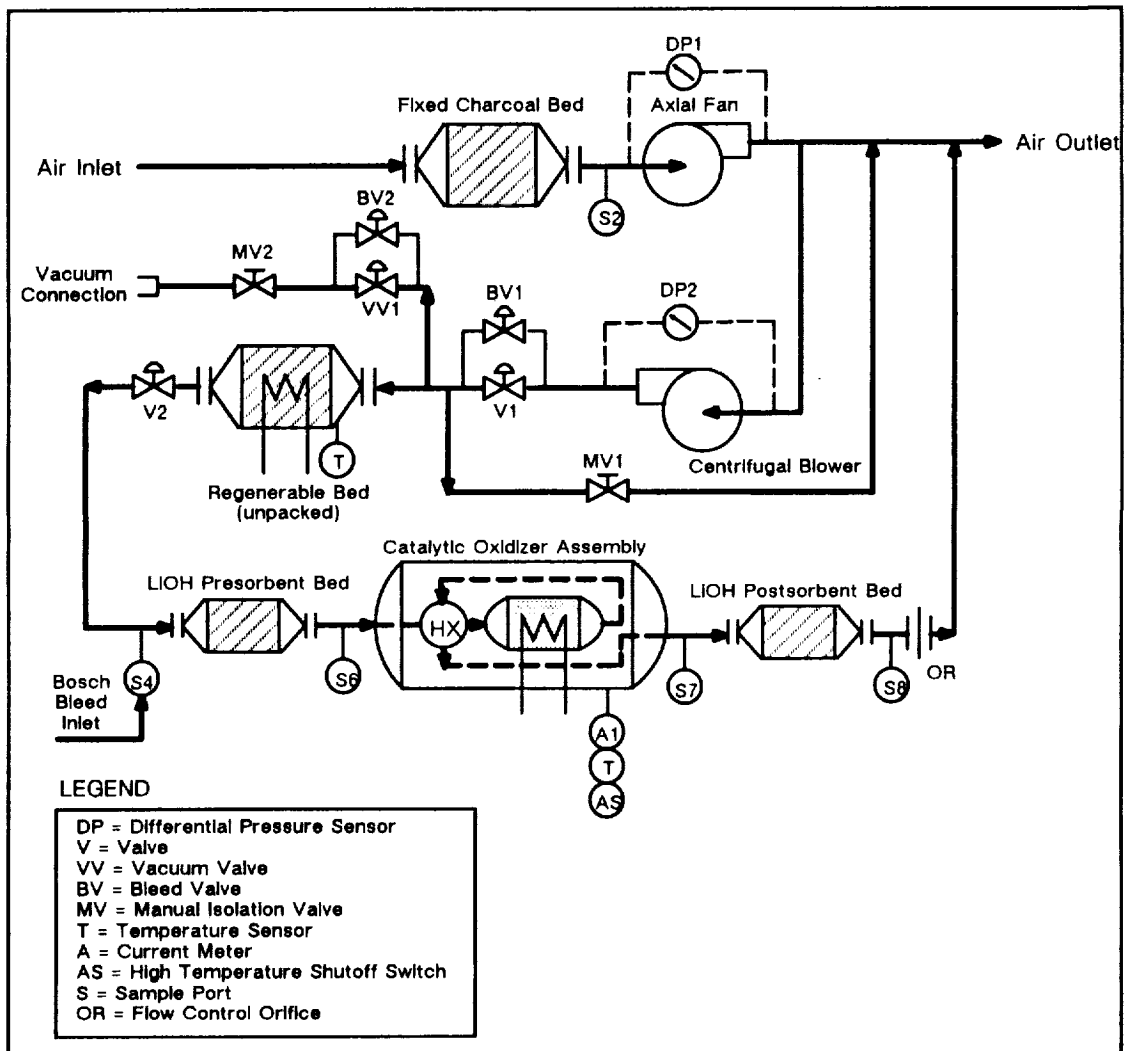 DP1
Fixed Charcoal Bed
Axial Fan
Air Inlet
Air Outlet
S2
BV2
MV2
Vacuum
Connection
VV1
BV1
DP2
V1
V2
T
Regenerable Bed
(unpacked)
Centrifugal Blower
MV1
Catalytic Oxidizer Assembly
LiOH Presorbent Bed
LiOH Postsorbent Bed
HX
S4
S6
S7
S8
OR
Bosch
Bleed
Inlet
A1
T
AS
LEGEND
DP = Differential Pressure Sensor
V = Valve
VV = Vacuum Valve
BV = Bleed Valve
MV = Manual Isolation Valve
T = Temperature Sensor
A = Current Meter
AS = High Temperature Shutoff Switch
S = Sample Port
OR = Flow Control Orifice